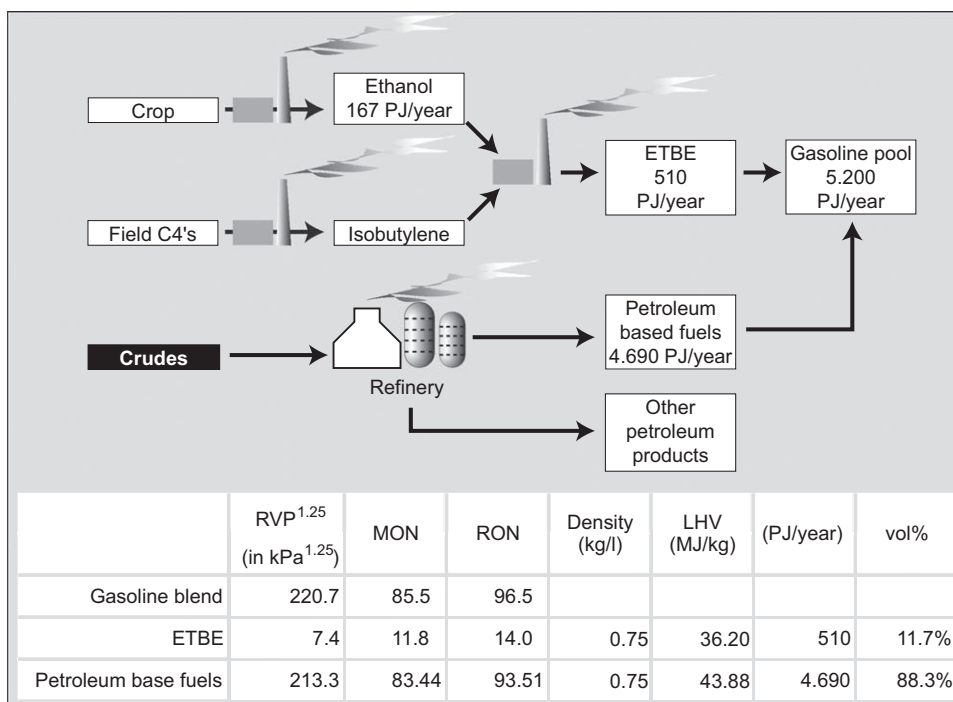 Crop
Ethanol
167 PJ/year
Field C4's
Isobutylene
ETBE
510
PJ/year
Gasoline pool
5.200
PJ/year
Crudes
Refinery
Petroleum
based fuels
4.690 PJ/year
Other
petroleum
products
RVP1.25 (in kPa1.25) MON RON Density (kg/l) LHV (MJ/kg) (PJ/year) vol%
Gasoline blend 220.7 85.5 96.5
ETBE 7.4 11.8 14.0 0.75 36.20 510 11.7%
Petroleum base fuels 213.3 83.44 93.51 0.75 43.88 4.690 88.3%